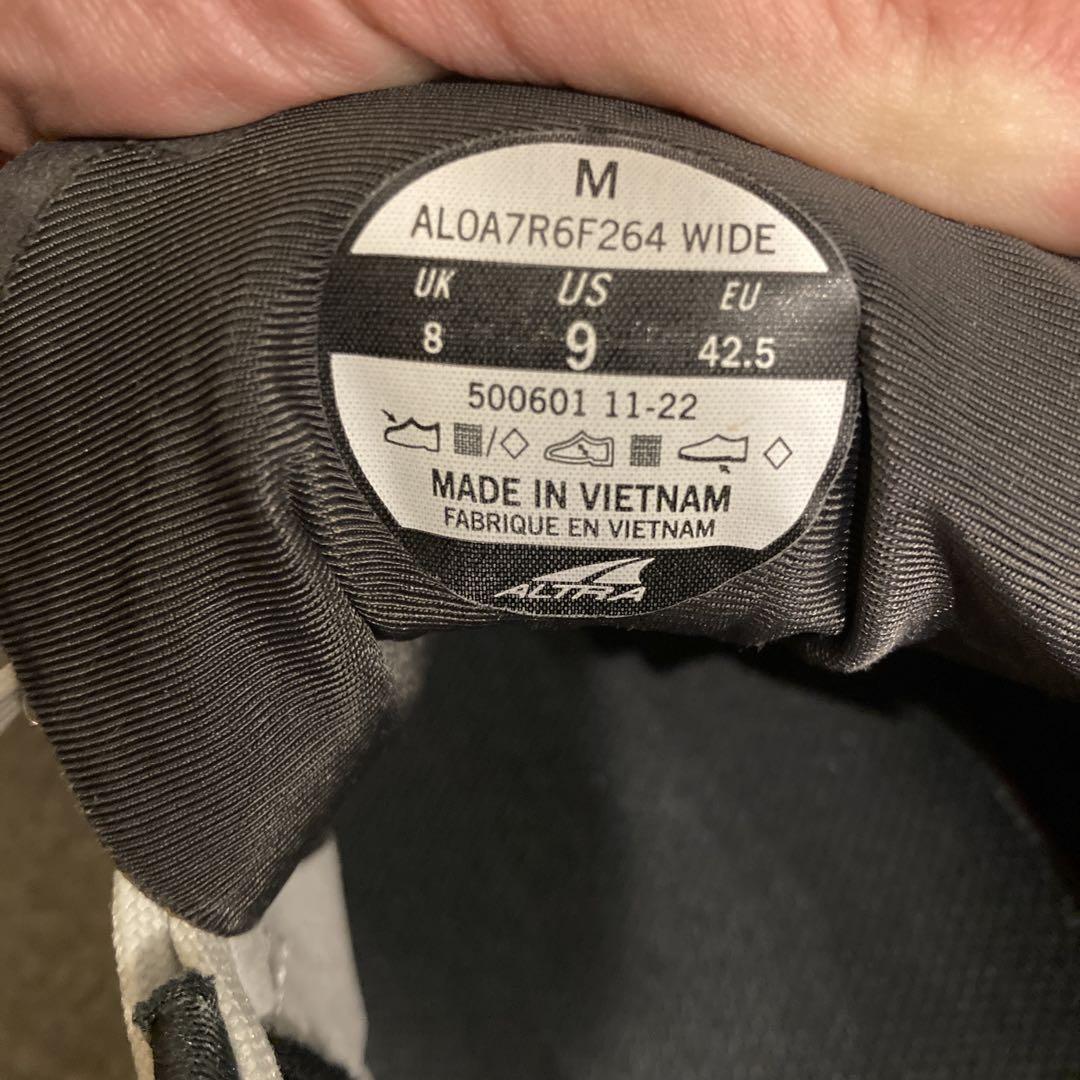 M
AL0A7R6F264 WIDE
UK US EU
8 9 42.5
500601 11-22
MADE IN VIETNAM
FABRIQUE EN VIETNAM
ALTRA